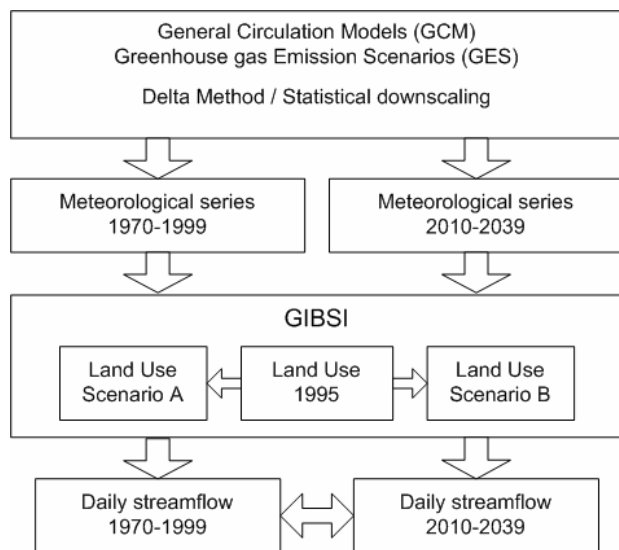 General Circulation Models (GCM)
Greenhouse gas Emission Scenarios (GES)
Delta Method / Statistical downscaling
Meteorological series
1970-1999
Meteorological series
2010-2039
GIBSI
Land Use
Scenario A
Land Use
1995
Land Use
Scenario B
Daily streamflow
1970-1999
Daily streamflow
2010-2039